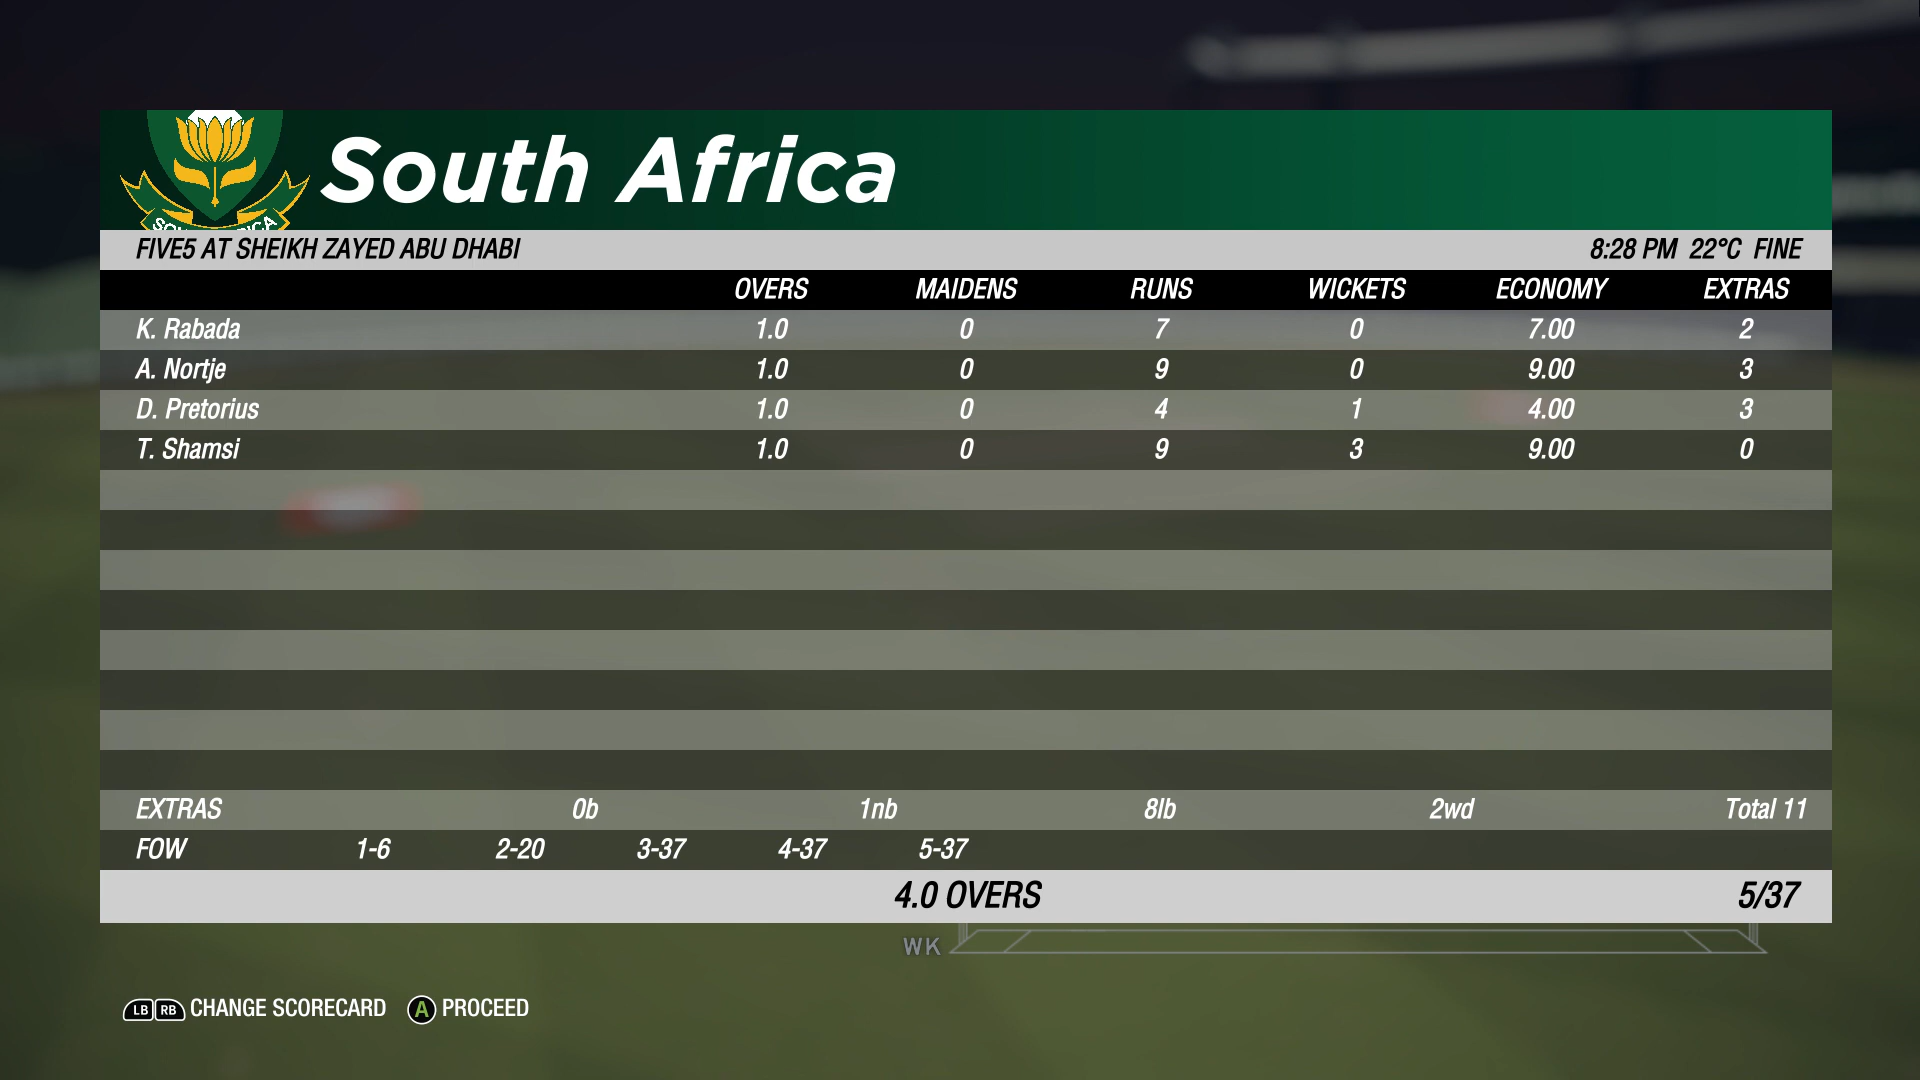 South Africa
FIVE5 AT SHEIKH ZAYED ABU DHABI 8:28 PM 22°C FINE
OVERS MAIDENS RUNS WICKETS ECONOMY EXTRAS
K. Rabada 1.0 0 7 0 7.00 2
A. Nortje 1.0 0 9 0 9.00 3
D. Pretorius 1.0 0 4 1 4.00 3
T. Shamsi 1.0 0 9 3 9.00 0
EXTRAS 0b 1nb 8lb 2wd Total 11
FOW 1-6 2-20 3-37 4-37 5-37
4.0 OVERS 5/37
WK
LB RB CHANGE SCORECARD A PROCEED